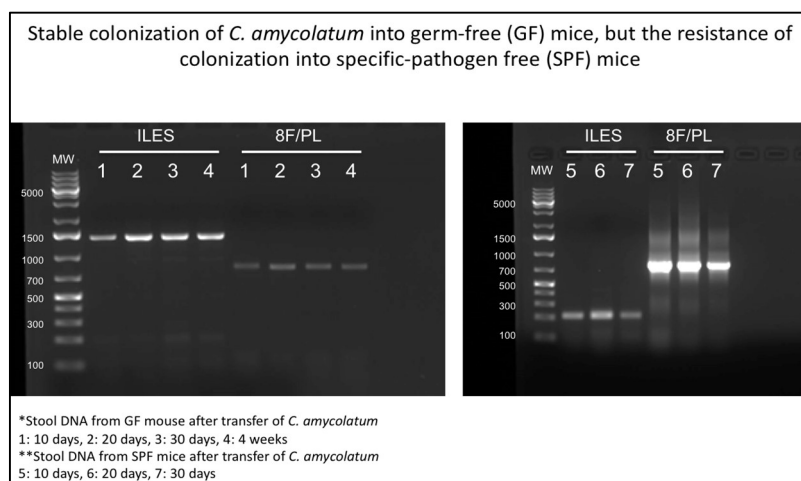 Stable colonization of C. amycolatum into germ-free (GF) mice, but the resistance of
colonization into specific-pathogen free (SPF) mice
ILES 8F/PL
MW 1 2 3 4 1 2 3 4
5000
1500
1000
700
500
300
100
ILES 8F/PL
MW 5 6 7 5 6 7
5000
1500
1000
700
500
300
100
*Stool DNA from GF mouse after transfer of C. amycolatum
1: 10 days, 2: 20 days, 3: 30 days, 4: 4 weeks
**Stool DNA from SPF mice after transfer of C. amycolatum
5: 10 days, 6: 20 days, 7: 30 days